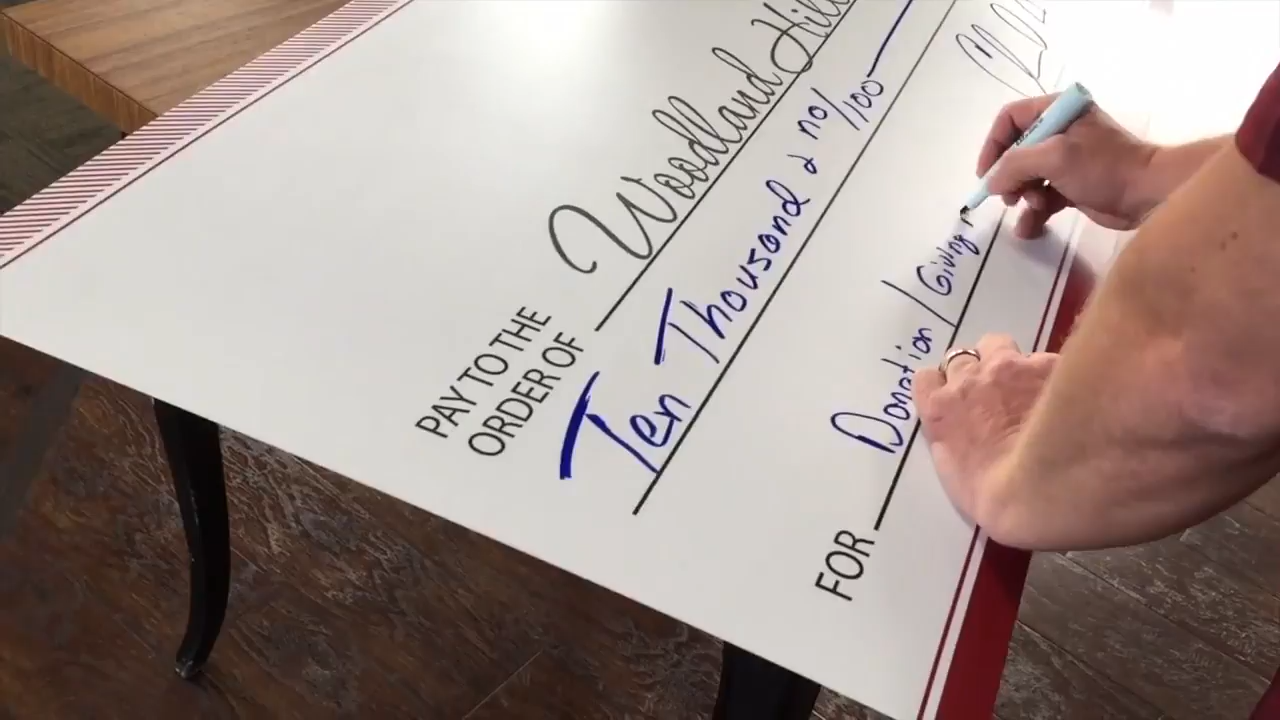 PAY TO THE
ORDER OF
Woodland Hill
Ten Thousand & no/100
FOR
Donation / Giving